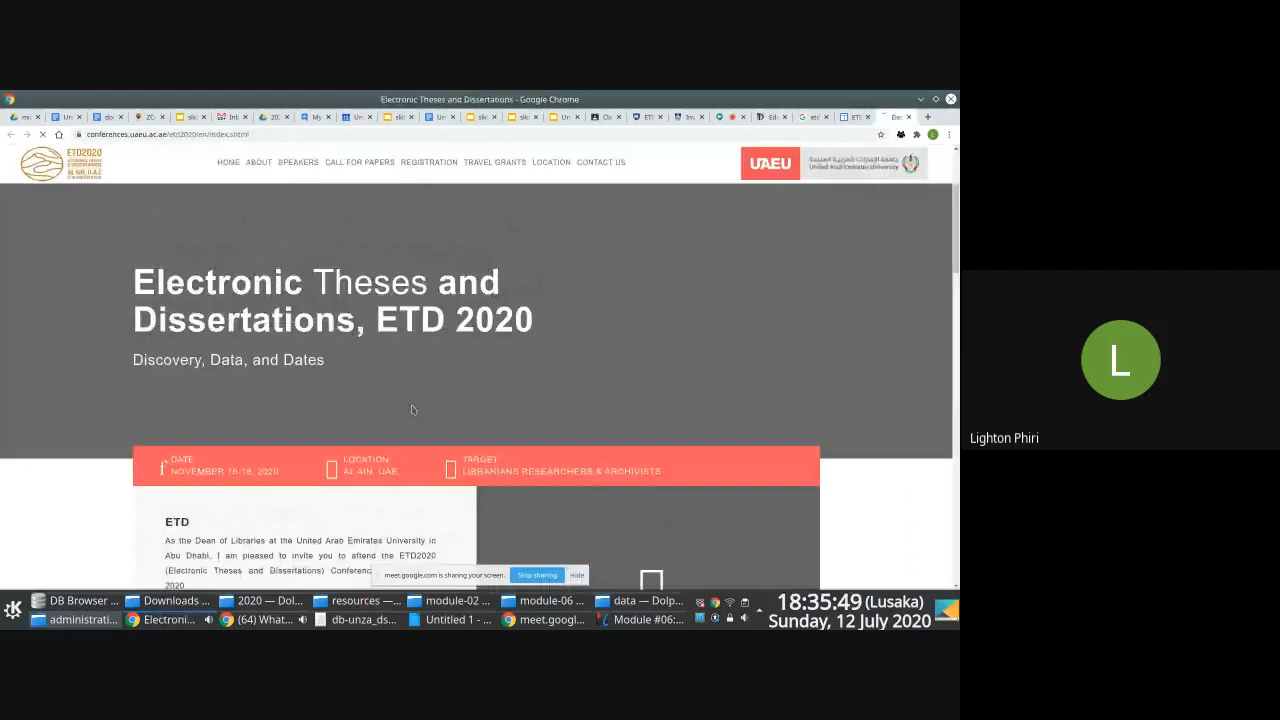 Electronic Theses and Dissertations - Google Chrome
conferences.uaeu.ac.ae/etd2020/en/index.shtml
ETD2020
AL AIN, U.A.E
HOME ABOUT SPEAKERS CALL FOR PAPERS REGISTRATION TRAVEL GRANTS LOCATION CONTACT US
UAEU
United Arab Emirates University
Electronic Theses and
Dissertations, ETD 2020
Discovery, Data, and Dates
DATE
NOVEMBER 16-18, 2020
LOCATION
AL AIN, UAE
TARGET
LIBRARIANS RESEARCHERS & ARCHIVISTS
ETD
As the Dean of Libraries at the United Arab Emirates University in
Abu Dhabi, I am pleased to invite you to attend the ETD2020
(Electronic Theses and Dissertations) Conferenc
2020
meet.google.com is sharing your screen. Stop sharing Hide
DB Browser ... Downloads ... 2020 — Dol... resources —... module-02 ... module-06 ... data — Dolp...
administrati... Electroni... (64) What... db-unza_ds... Untitled 1 - ... meet.googl... Module #06:...
18:35:49 (Lusaka)
Sunday, 12 July 2020
L
Lighton Phiri